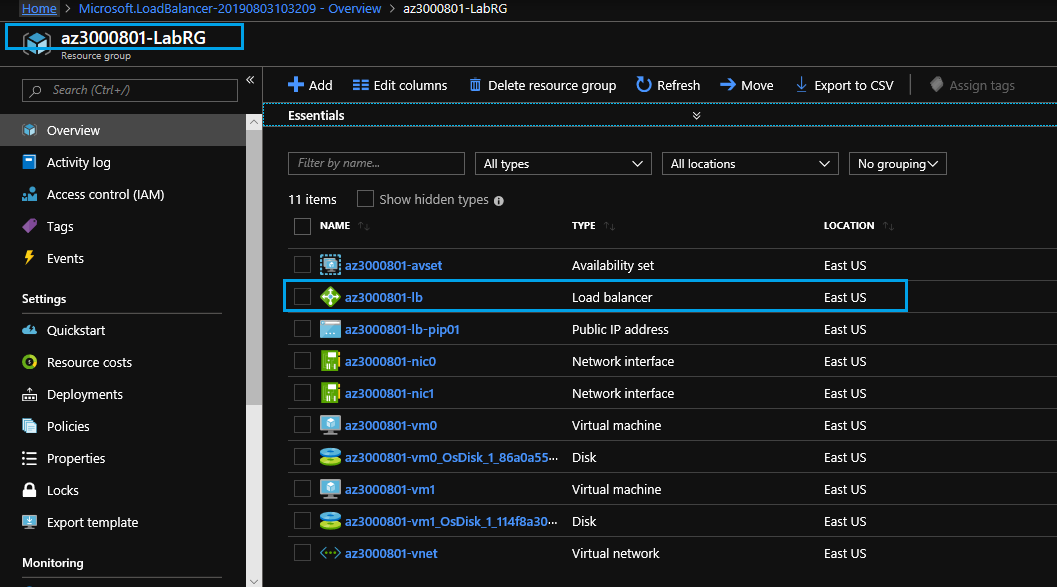 Home > Microsoft.LoadBalancer-20190803103209 - Overview > az3000801-LabRG
az3000801-LabRG
Resource group
Search (Ctrl+/)
«
Overview
Activity log
Access control (IAM)
Tags
Events
Settings
Quickstart
Resource costs
Deployments
Policies
Properties
Locks
Export template
Monitoring
Add Edit columns Delete resource group Refresh Move Export to CSV Assign tags
Essentials
Filter by name... All types All locations No grouping
11 items Show hidden types
NAME TYPE LOCATION
az3000801-avset Availability set East US
az3000801-lb Load balancer East US
az3000801-lb-pip01 Public IP address East US
az3000801-nic0 Network interface East US
az3000801-nic1 Network interface East US
az3000801-vm0 Virtual machine East US
az3000801-vm0_OsDisk_1_86a0a55··· Disk East US
az3000801-vm1 Virtual machine East US
az3000801-vm1_OsDisk_1_114f8a30··· Disk East US
az3000801-vnet Virtual network East US